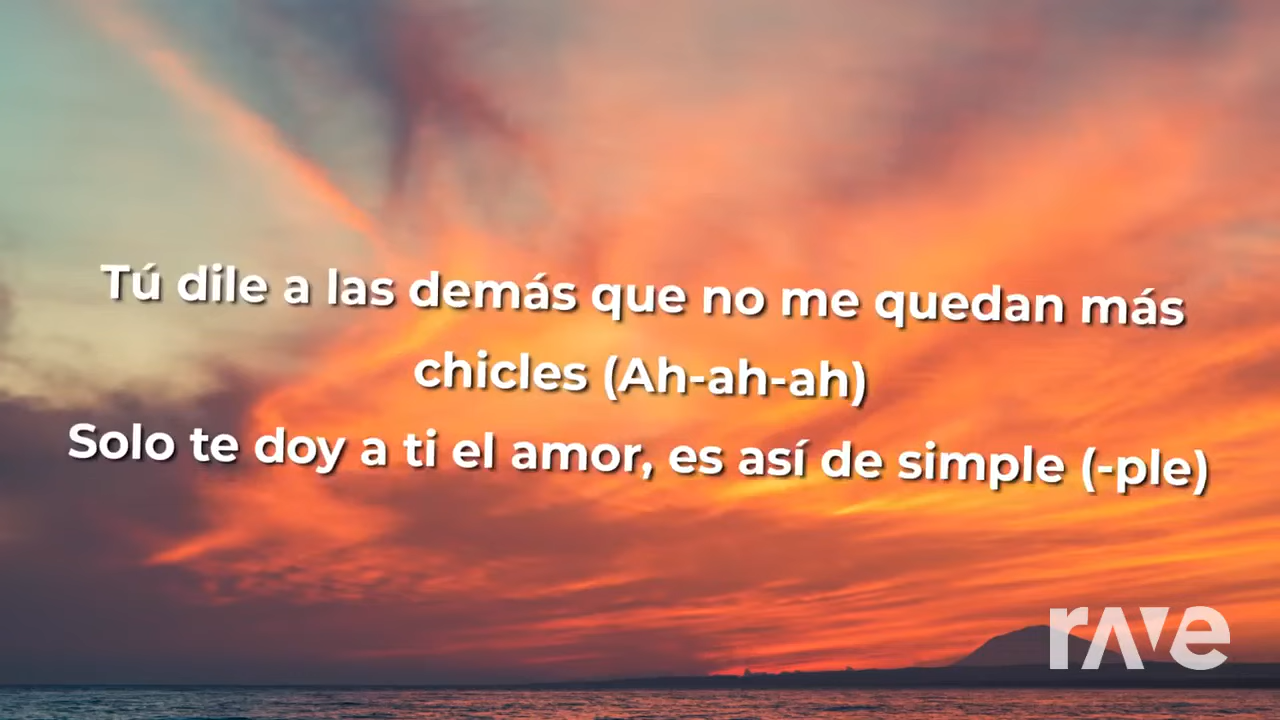 Tú dile a las demás que no me quedan más
chicles (Ah-ah-ah)
Solo te doy a ti el amor, es así de simple (-ple)
rave